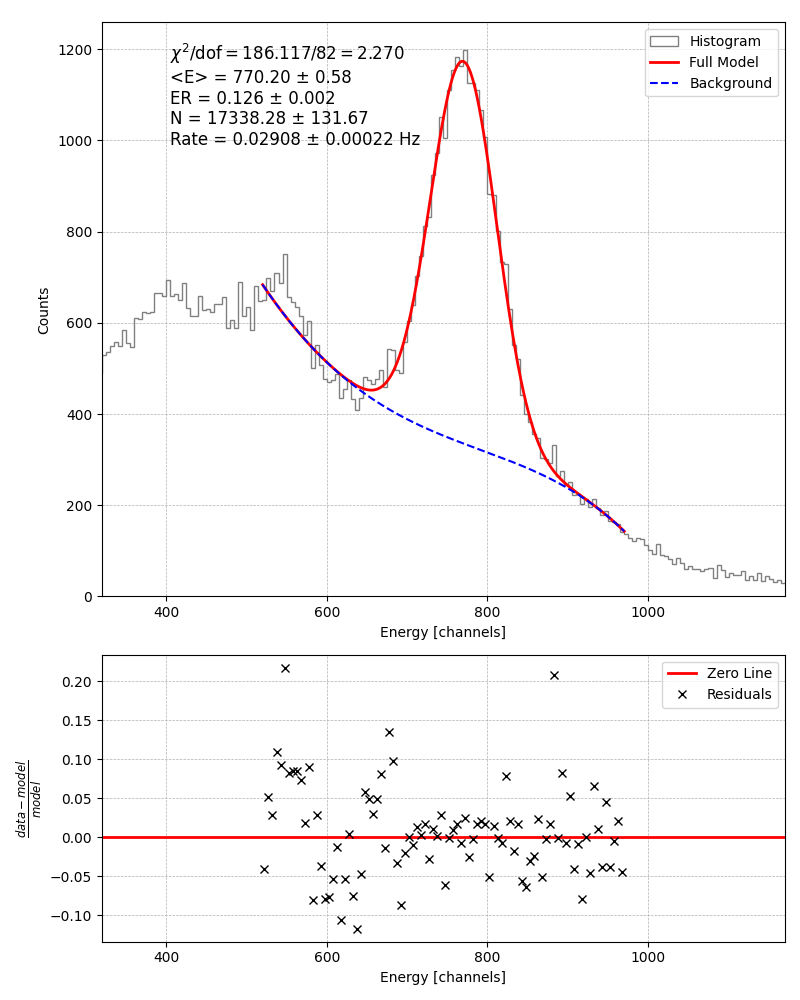 χ²/dof = 186.117/82 = 2.270
<E> = 770.20 ± 0.58
ER = 0.126 ± 0.002
N = 17338.28 ± 131.67
Rate = 0.02908 ± 0.00022 Hz
Histogram
Full Model
Background
1200
1000
800
600
400
200
0
Counts
400 600 800 1000
Energy [channels]
Zero Line
Residuals
0.20
0.15
0.10
0.05
0.00
−0.05
−0.10
data − model
model
400 600 800 1000
Energy [channels]